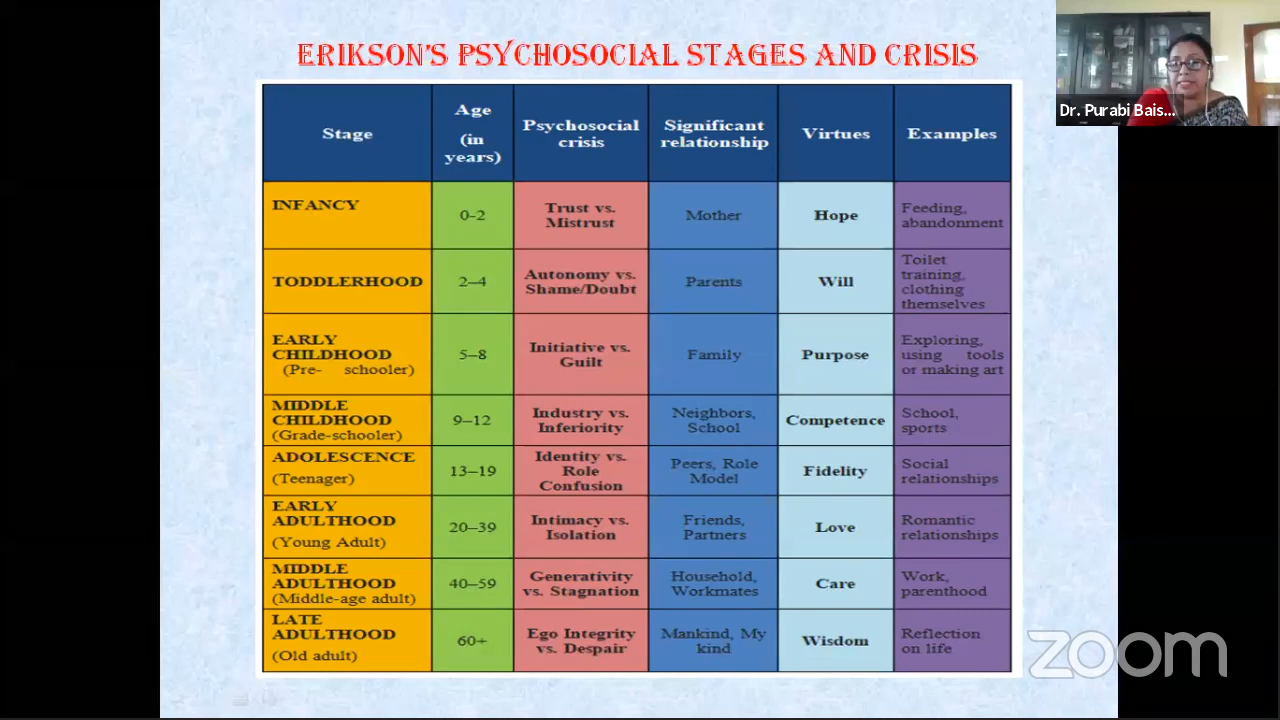 ERIKSON'S PSYCHOSOCIAL STAGES AND CRISIS
Dr. Purabi Bais...
Stage
Age
(in
years)
Psychosocial
crisis
Significant
relationship
Virtues
Examples
INFANCY
0-2
Trust vs.
Mistrust
Mother
Hope
Feeding,
abandonment
TODDLERHOOD
2–4
Autonomy vs.
Shame/Doubt
Parents
Will
Toilet
training,
clothing
themselves
EARLY
CHILDHOOD
(Pre- schooler)
5–8
Initiative vs.
Guilt
Family
Purpose
Exploring,
using tools
or making art
MIDDLE
CHILDHOOD
(Grade-schooler)
9–12
Industry vs.
Inferiority
Neighbors,
School
Competence
School,
sports
ADOLESCENCE
(Teenager)
13–19
Identity vs.
Role
Confusion
Peers, Role
Model
Fidelity
Social
relationships
EARLY
ADULTHOOD
(Young Adult)
20–39
Intimacy vs.
Isolation
Friends,
Partners
Love
Romantic
relationships
MIDDLE
ADULTHOOD
(Middle-age adult)
40–59
Generativity
vs. Stagnation
Household,
Workmates
Care
Work,
parenthood
LATE
ADULTHOOD
(Old adult)
60+
Ego Integrity
vs. Despair
Mankind, My
kind
Wisdom
Reflection
on life
zoom